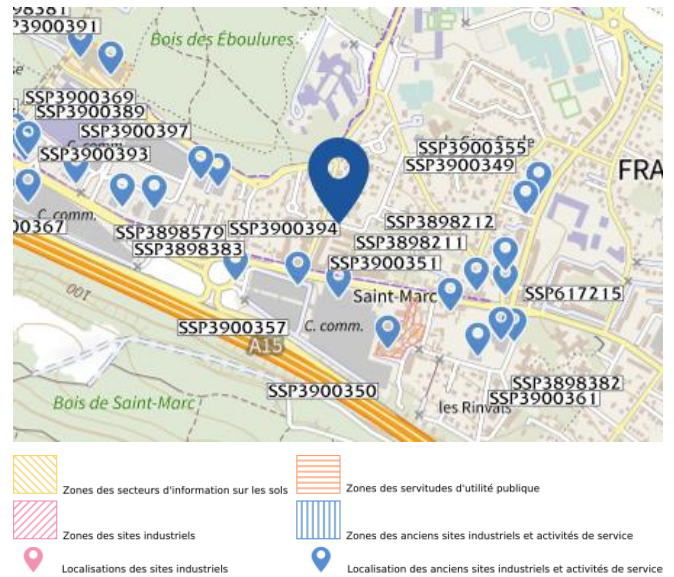 98381
SP3900391
Bois des Éboulures
SSP3900369
SSP3900389
SSP3900397
SSP3900393
SSP3900355
SSP3900349
FRA
C. comm.
00367
SSP3898579
SSP3900394
SSP3898383
SSP3898212
SSP3898211
SSP3900351
Saint-Marc
SSP617215
001
SSP3900357
C. comm.
A15
SSP3900350
SSP3898382
SSP3900361
Bois de Saint-Marc
les Rinvals
Zones des secteurs d'information sur les sols
Zones des servitudes d'utilité publique
Zones des sites industriels
Zones des anciens sites industriels et activités de service
Localisations des sites industriels
Localisation des anciens sites industriels et activités de service